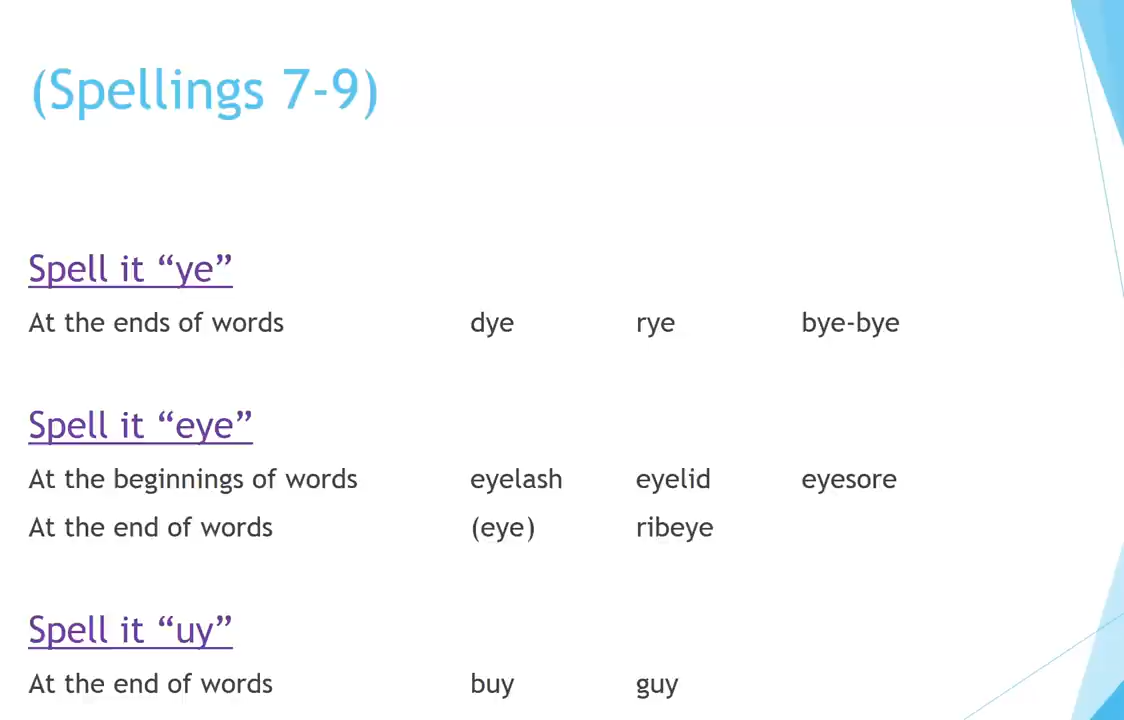 (Spellings 7-9)
Spell it “ye”
At the ends of words dye rye bye-bye
Spell it “eye”
At the beginnings of words eyelash eyelid eyesore
At the end of words (eye) ribeye
Spell it “uy”
At the end of words buy guy